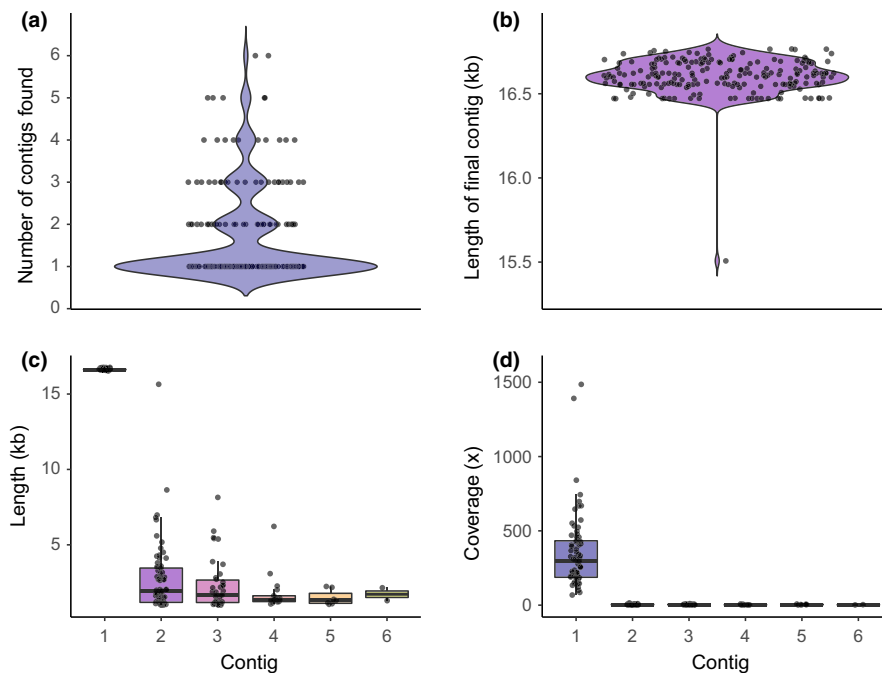 (a)
Number of contigs found
6
5
4
3
2
1
0
(b)
Length of final contig (kb)
16.5
16.0
15.5
(c)
Length (kb)
15
10
5
1 2 3 4 5 6
Contig
(d)
Coverage (x)
1500
1000
500
0
1 2 3 4 5 6
Contig